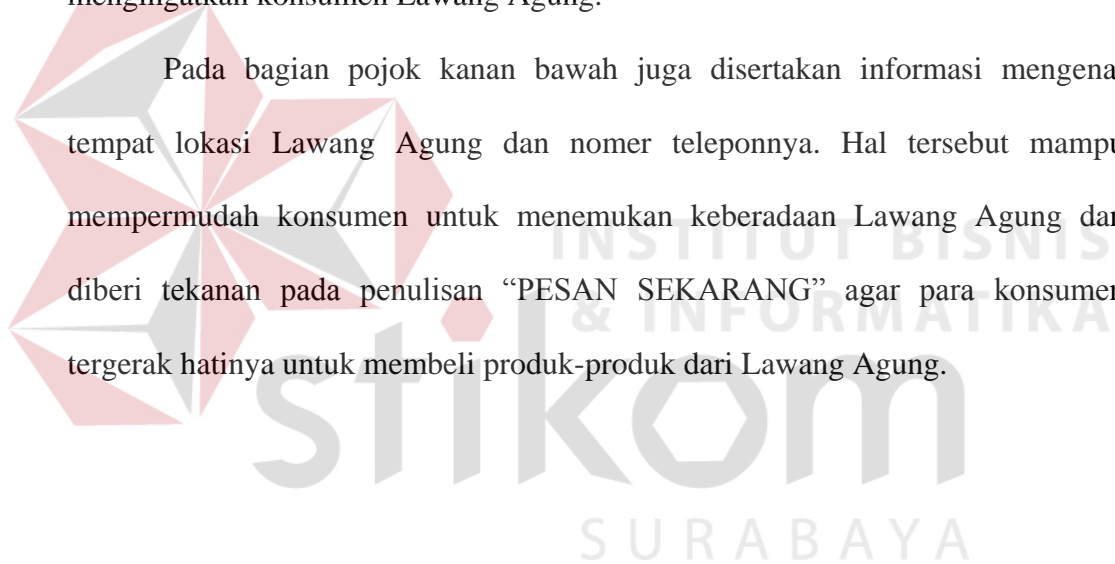 mengingatkan konsumen Lawang Agung.
Pada bagian pojok kanan bawah juga disertakan informasi mengena
tempat lokasi Lawang Agung dan nomer teleponnya. Hal tersebut mampu
mempermudah konsumen untuk menemukan keberadaan Lawang Agung dan
diberi tekanan pada penulisan “PESAN SEKARANG” agar para konsumen
tergerak hatinya untuk membeli produk-produk dari Lawang Agung.
INSTITUT BISNIS
& INFORMATIKA
stikom
SURABAYA